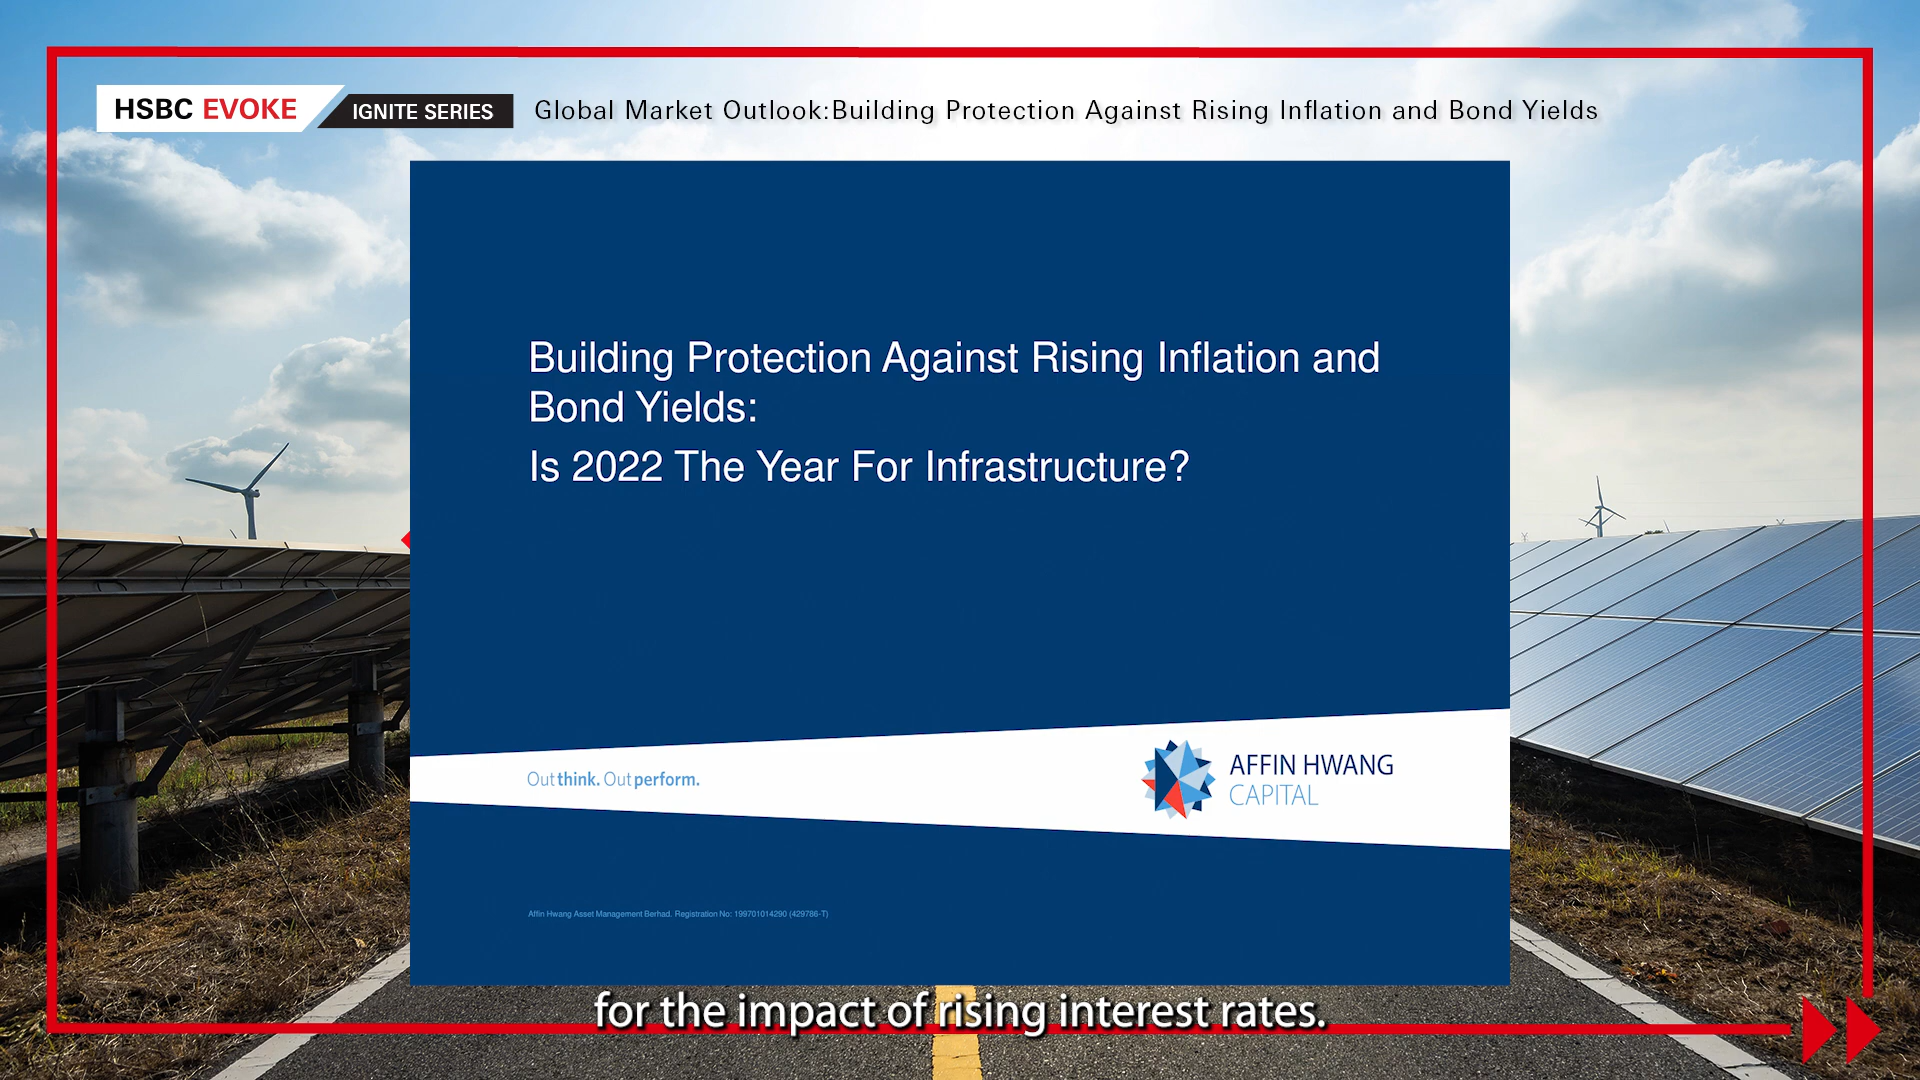 HSBC EVOKE IGNITE SERIES Global Market Outlook:Building Protection Against Rising Inflation and Bond Yields
Building Protection Against Rising Inflation and
Bond Yields:
Is 2022 The Year For Infrastructure?
Outthink. Outperform.
AFFIN HWANG
CAPITAL
Affin Hwang Asset Management Berhad. Registration No: 199701014290 (429786-T)
for the impact of rising interest rates.